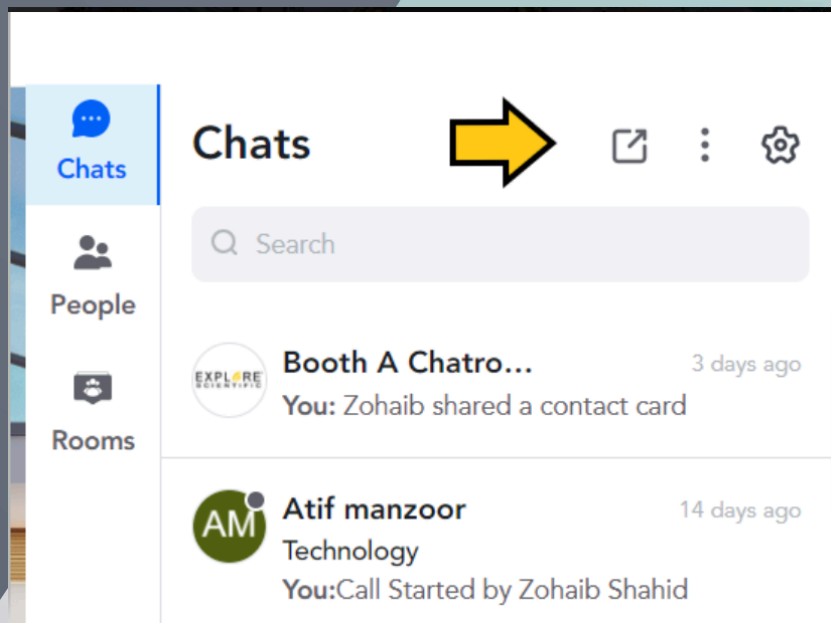 Chats
Chats
Search
People
Rooms
EXPLORE
SCIENTIFIC
Booth A Chatro...
3 days ago
You: Zohaib shared a contact card
AM
Atif manzoor
14 days ago
Technology
You:Call Started by Zohaib Shahid